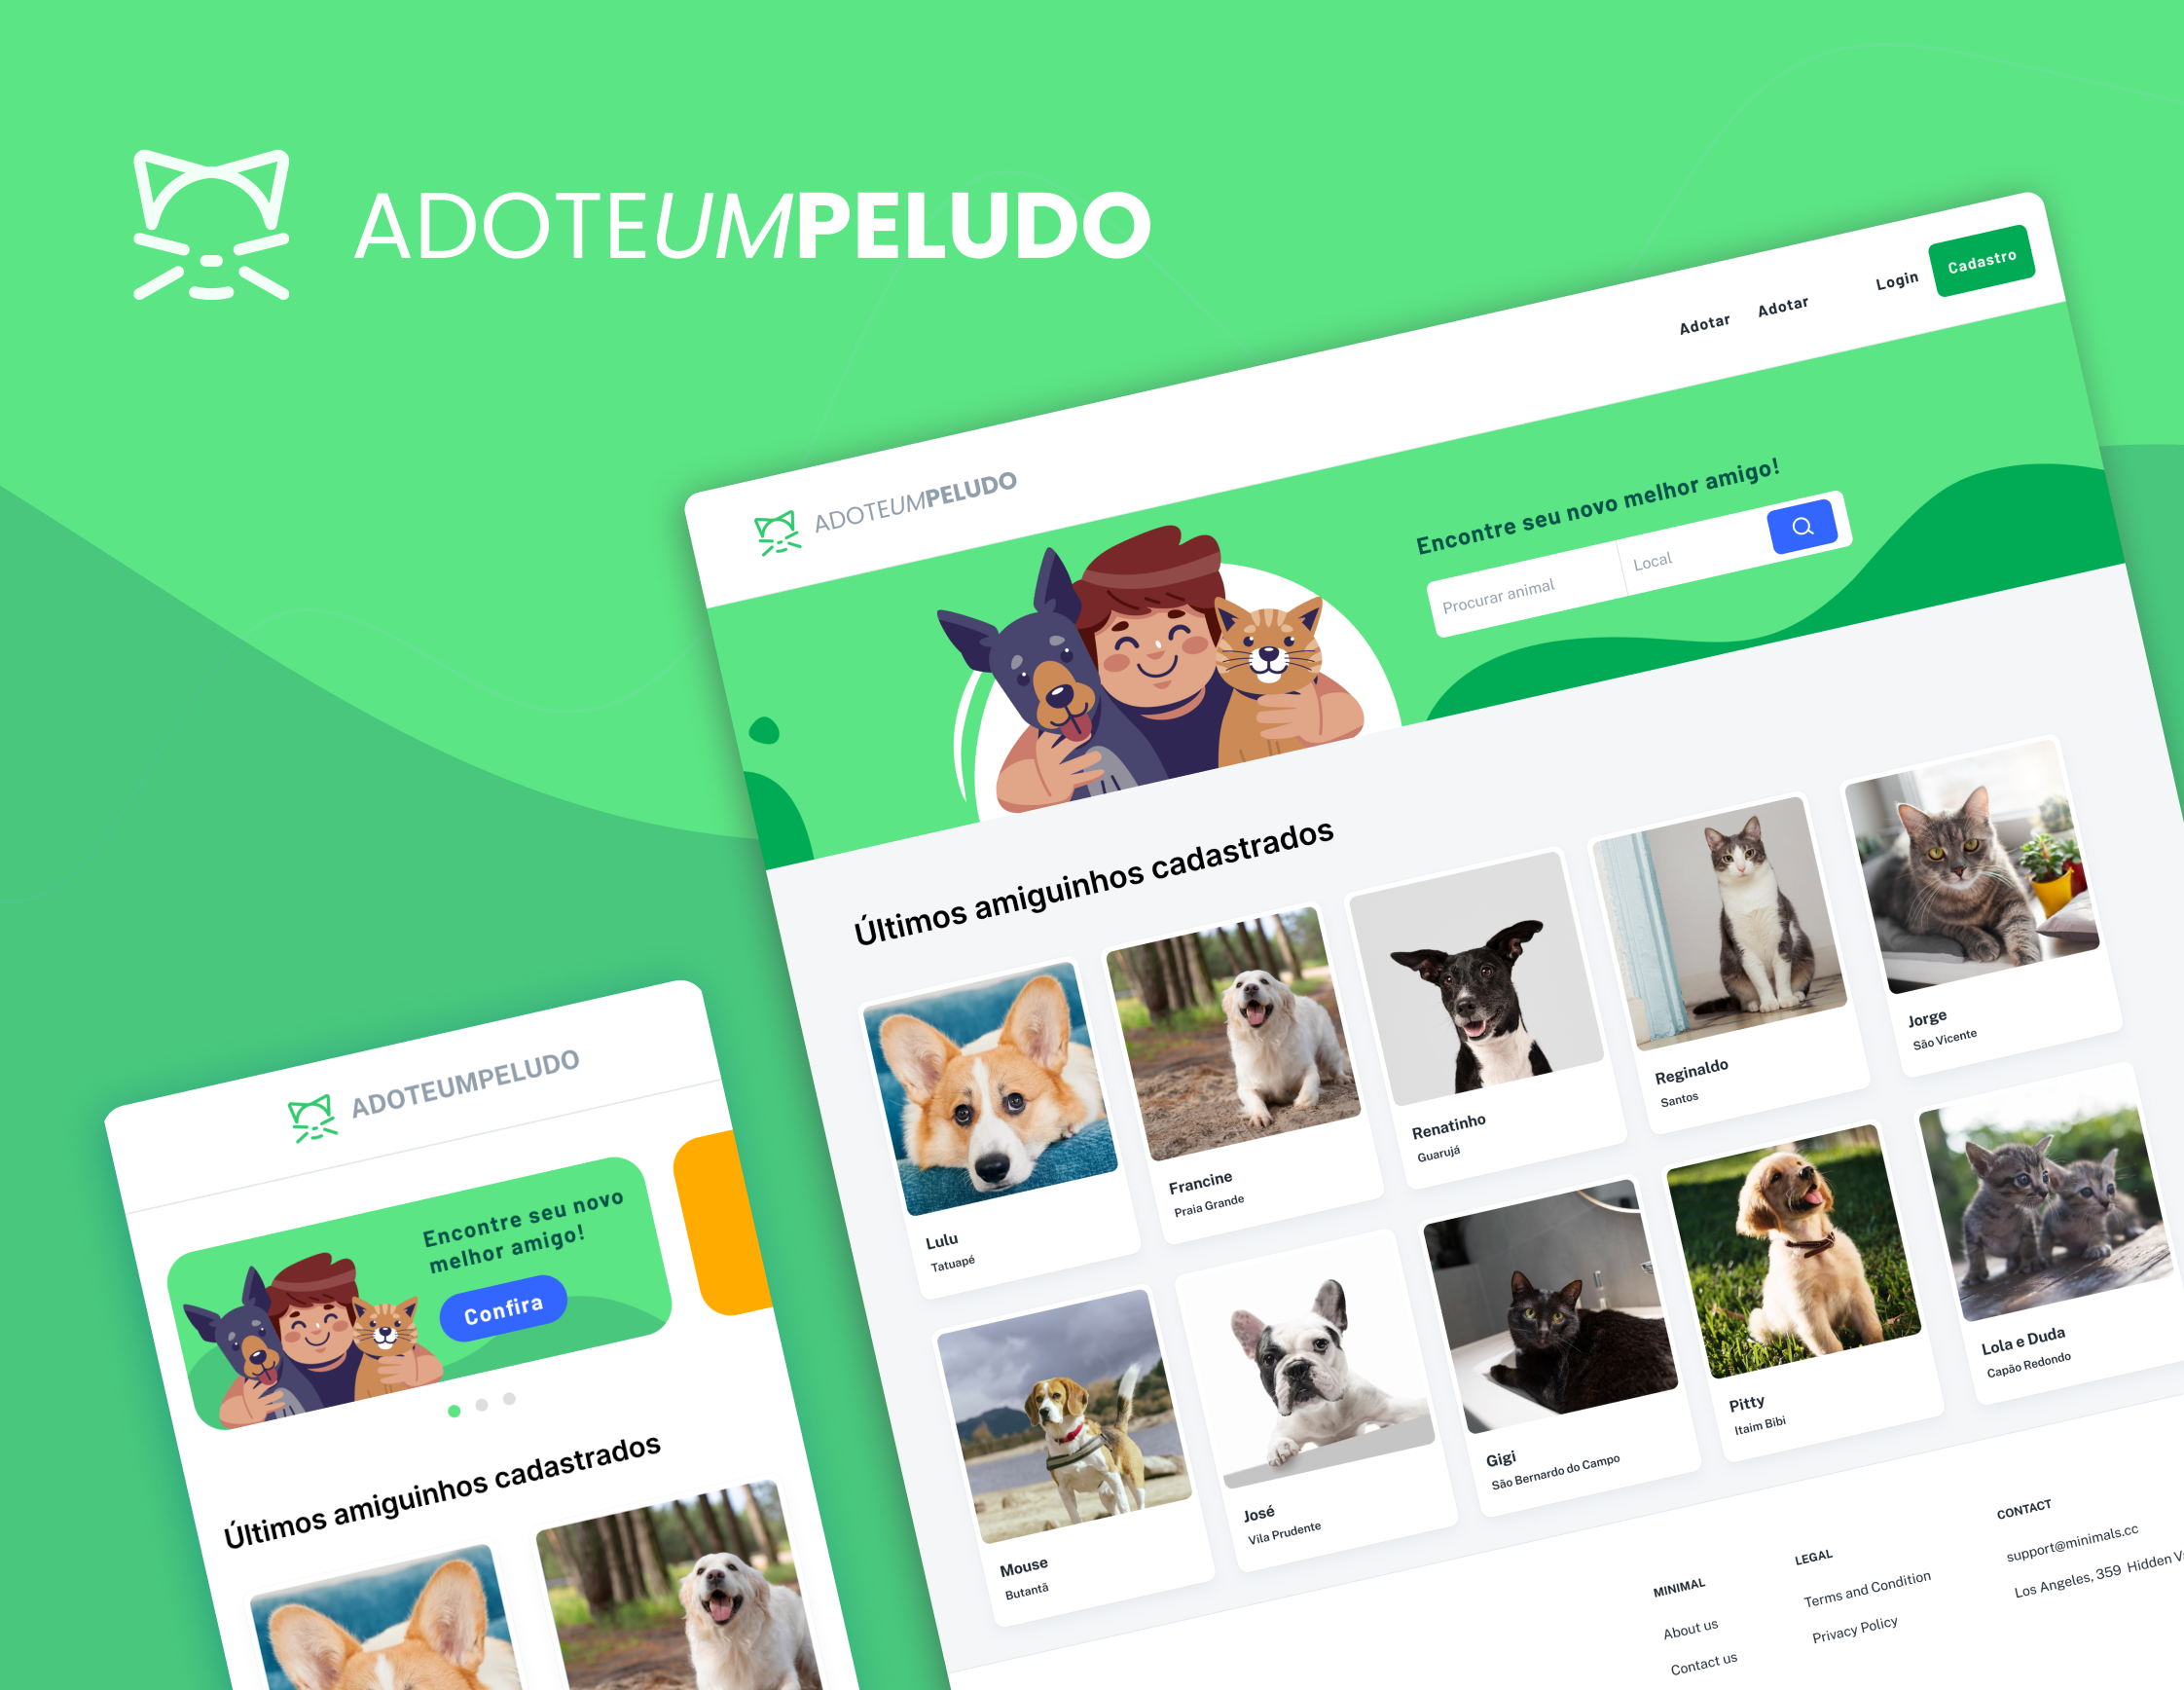 ADOTEUMPELUDO
ADOTEUMPELUDO
Adotar
Adotar
Login
Cadastro
Encontre seu novo melhor amigo!
Procurar animal
Local
Últimos amiguinhos cadastrados
Lulu
Tatuapé
Francine
Praia Grande
Renatinho
Guarujá
Reginaldo
Santos
Jorge
São Vicente
Mouse
Butantã
José
Vila Prudente
Gigi
São Bernardo do Campo
Pitty
Itaim Bibi
Lola e Duda
Capão Redondo
MINIMAL
About us
Contact us
LEGAL
Terms and Condition
Privacy Policy
CONTACT
support@minimals.cc
Los Angeles, 359 Hidden
ADOTEUMPELUDO
Encontre seu novo
melhor amigo!
Confira
Últimos amiguinhos cadastrados